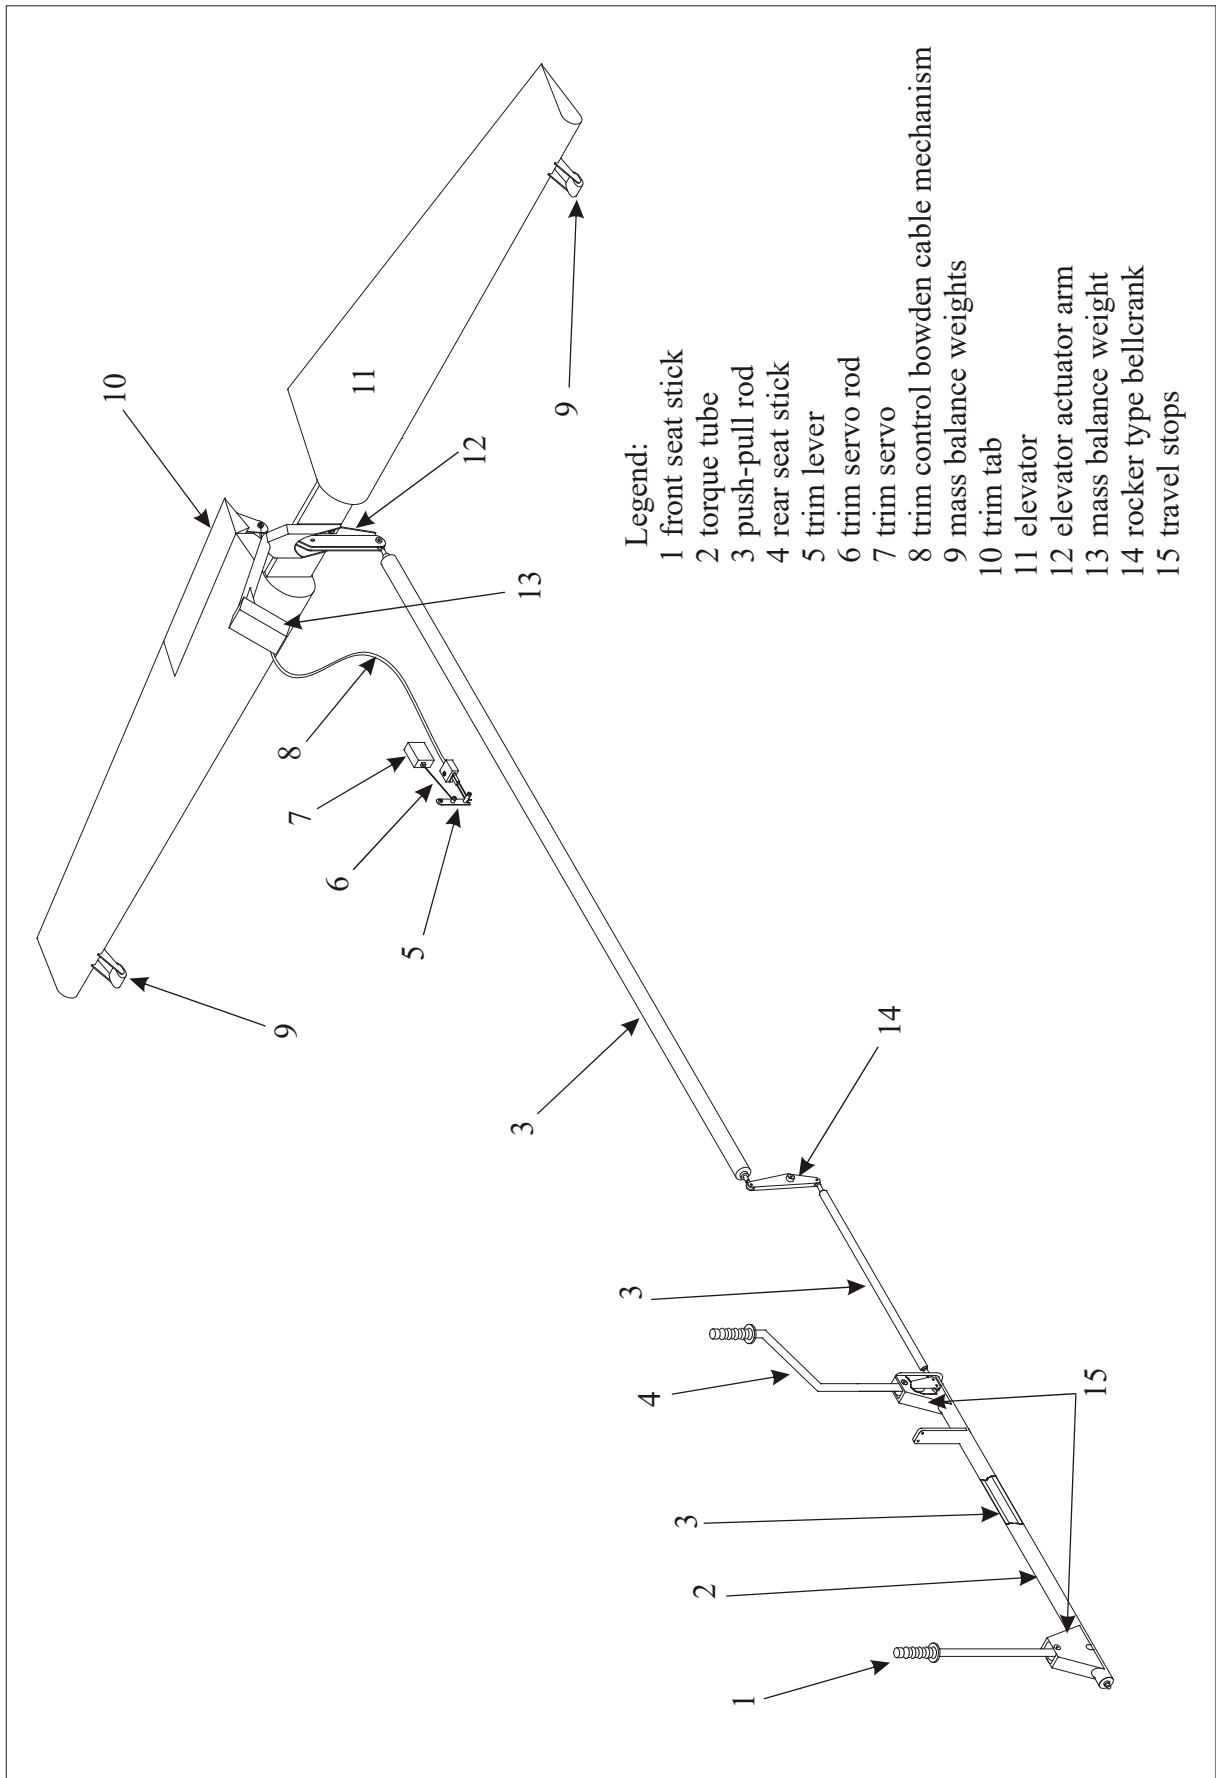 10
9
8
7
6
11
5
12
3
13
9
3
4
3
2
1
14
15
Legend:
1 front seat stick
2 torque tube
3 push-pull rod
4 rear seat stick
5 trim lever
6 trim servo rod
7 trim servo
8 trim control bowden cable mechanism
9 mass balance weights
10 trim tab
11 elevator
12 elevator actuator arm
13 mass balance weight
14 rocker type bellcrank
15 travel stops